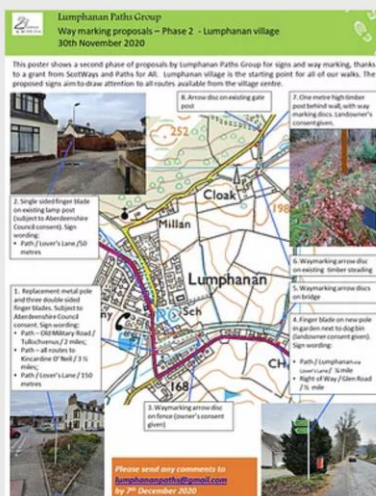 Lumphanan Paths Group
Way marking proposals – Phase 2 - Lumphanan village
30th November 2020
This poster shows a second phase of proposals by Lumphanan Paths Group for signs and way marking, thanks
to a grant from ScotWays and Paths for All. Lumphanan village is the starting point for all of our walks. The
proposed signs aim to draw attention to all routes available from the village centre.
8. Arrow disc on existing gate
post
7. One metre high timber
post behind wall, with way
marking discs. Landowner's
consent given.
252
Cloak
198
Millan
2. Single sided finger blade
on existing lamp post
(subject to Aberdeenshire
Council consent). Sign
wording:
• Path / Lover's Lane /50
metres
Lumphanan
6. Waymarking arrow disc
on existing timber steading
5. Waymarking arrow discs
on bridge
1. Replacement metal pole
and three double sided
finger blades. Subject to
Aberdeenshire Council
consent. Sign wording:
• Path – Old Military Road /
Tulloch­venus / 2 miles;
• Path – all routes to
Kincardine O' Neil / 3 ½
miles;
• Path / Lover's Lane / 150
metres
Sch
4. Finger blade on new pole
in garden next to dog bin
(landowner consent given).
Sign wording:
• Path / Lumphanan via
Lover's Lane / ¼ mile
• Right of Way / Glen Road
/ ½ mile
168
3. Waymarking arrow disc
on fence (owner's consent
given)
Please send any comments to
lumphananpaths@gmail.com
by 7th December 2020